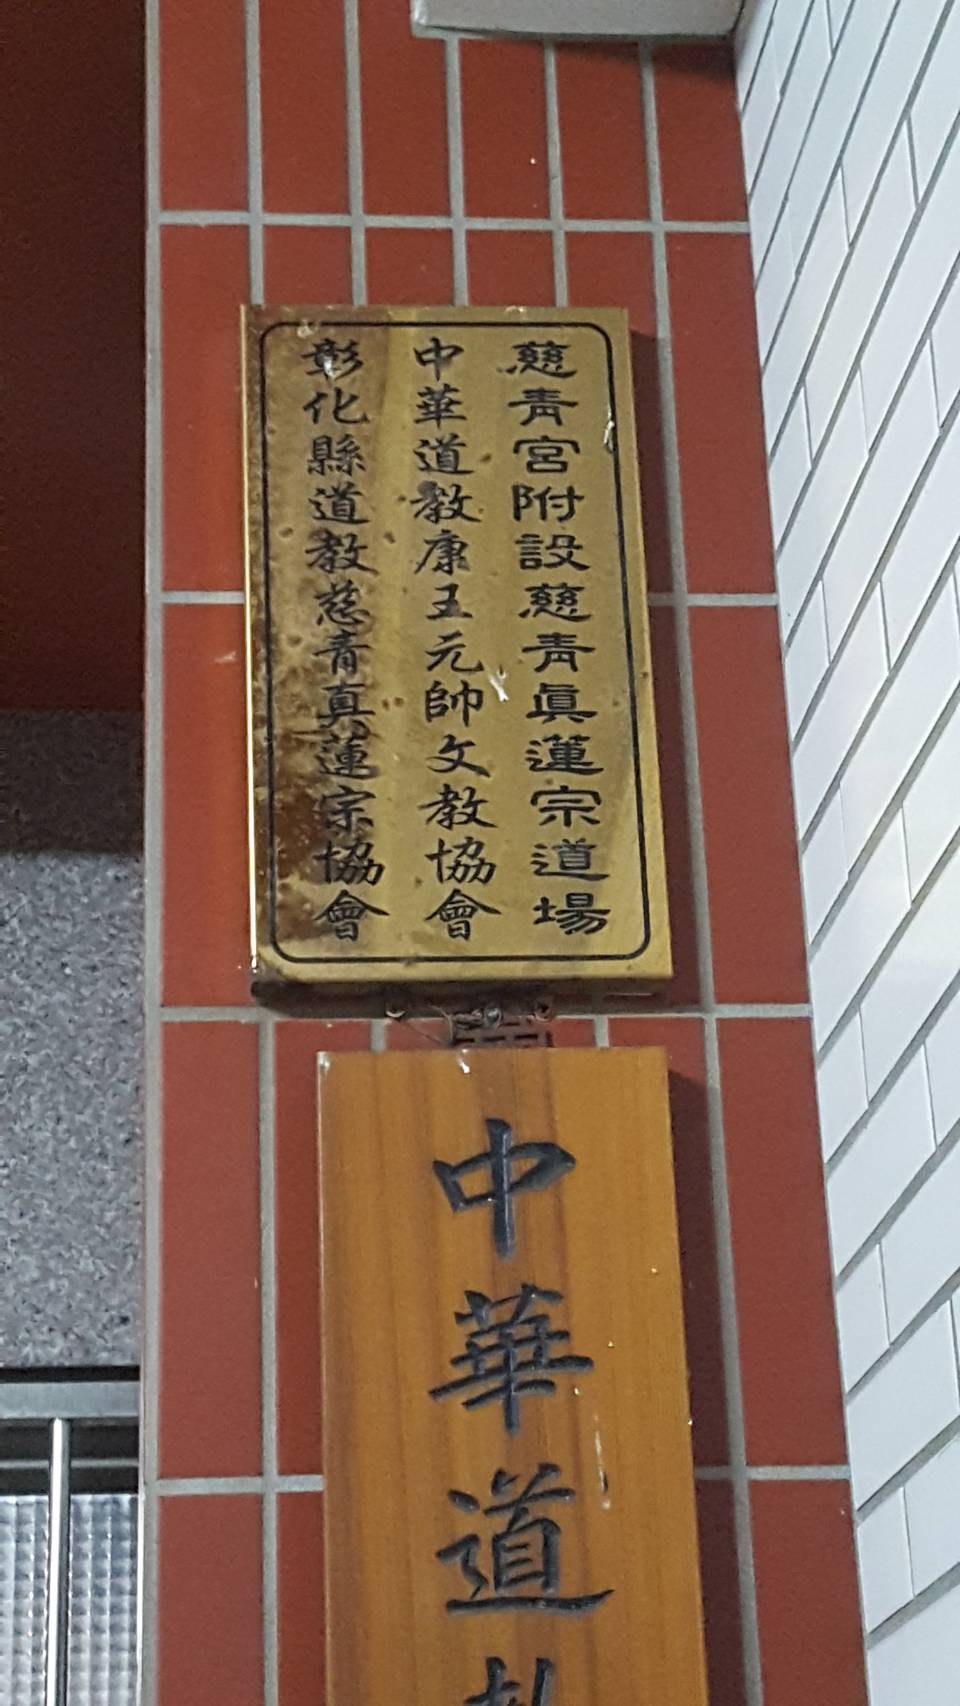 慈青宮附設慈青眞蓮宗道場
中華道教康王元帥文教協會
彰化縣道教慈青真蓮宗協會
中華道教